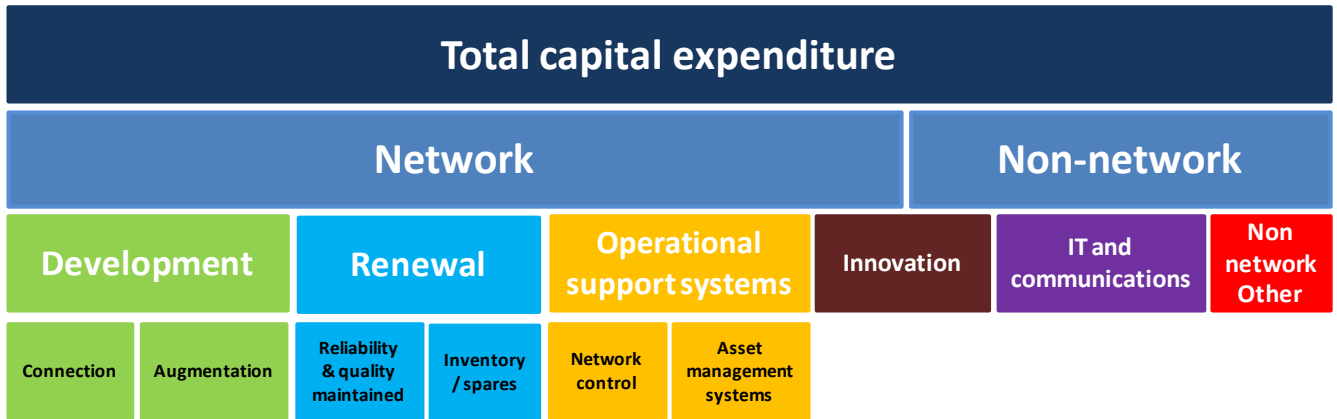 Total capital expenditure
Network
Non-network
Development
Renewal
Operational
support systems
Innovation
IT and
communications
Non
network
Other
Connection
Augmentation
Reliability
& quality
maintained
Inventory
/ spares
Network
control
Asset
management
systems